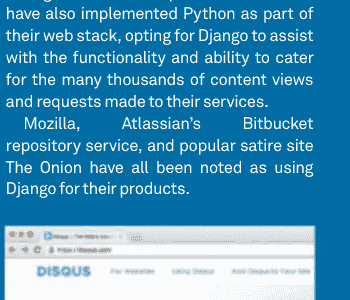 have also implemented Python as part of
their web stack, opting for Django to assist
with the functionality and ability to cater
for the many thousands of content views
and requests made to their services.
Mozilla, Atlassian's Bitbucket
repository service, and popular satire site
The Onion have all been noted as using
Django for their products.
DISQUS
For Websites Using Disqus Add Disqus to Your Site